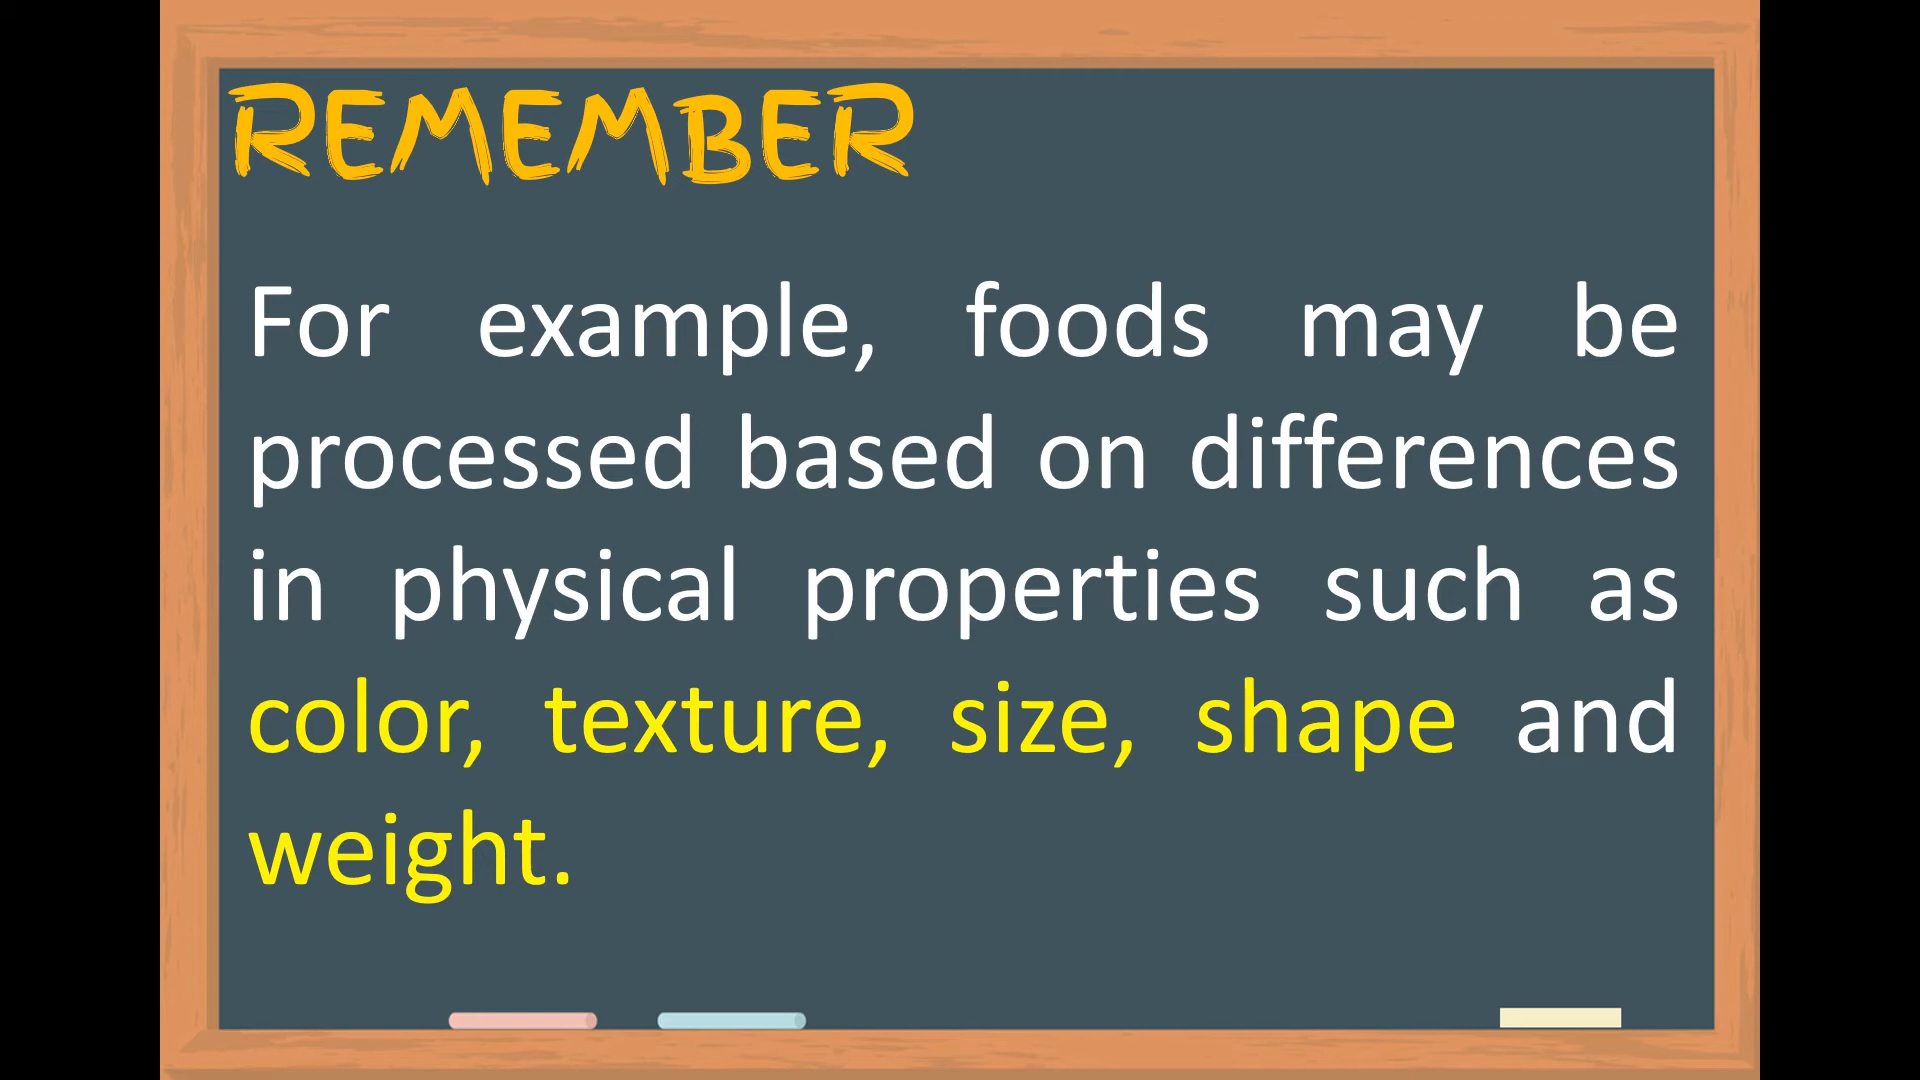 REMEMBER
For example, foods may be
processed based on differences
in physical properties such as
color, texture, size, shape and
weight.